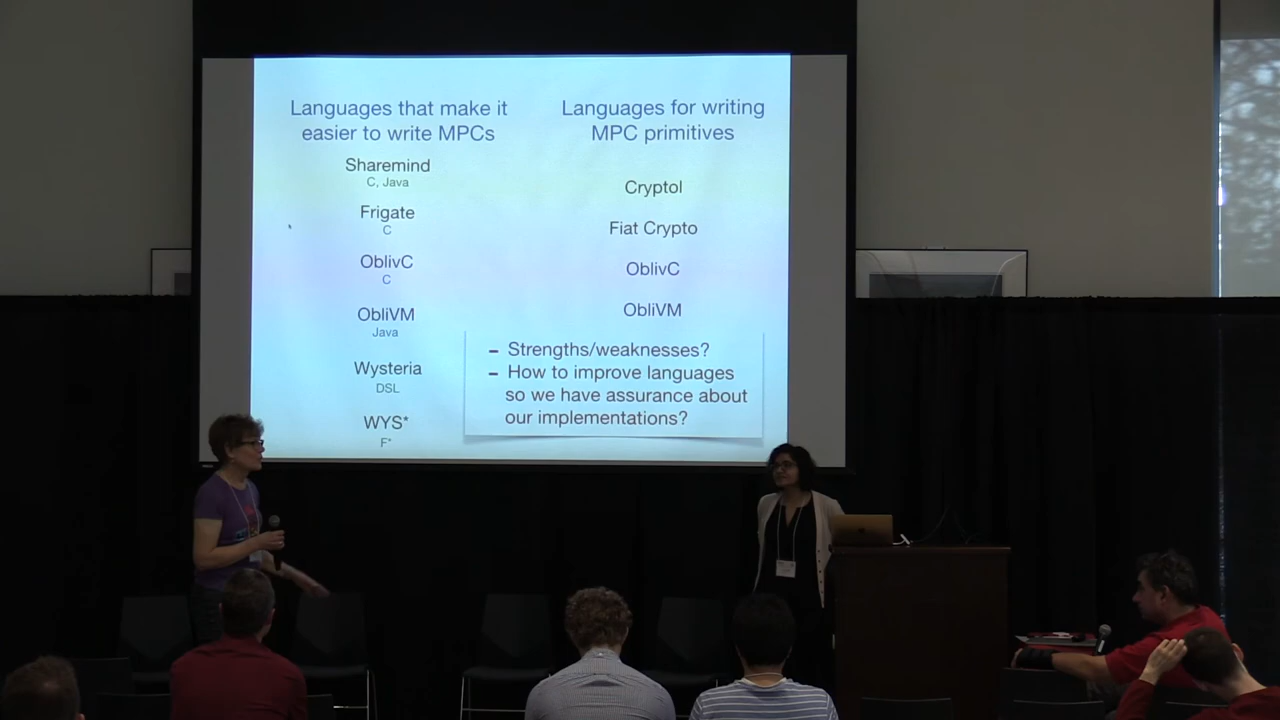 Languages that make it
easier to write MPCs
Sharemind
C, Java
Frigate
C
OblivC
C
ObliVM
Java
Wysteria
DSL
WYS*
F*
Languages for writing
MPC primitives
Cryptol
Fiat Crypto
OblivC
ObliVM
– Strengths/weaknesses?
– How to improve languages
so we have assurance about
our implementations?